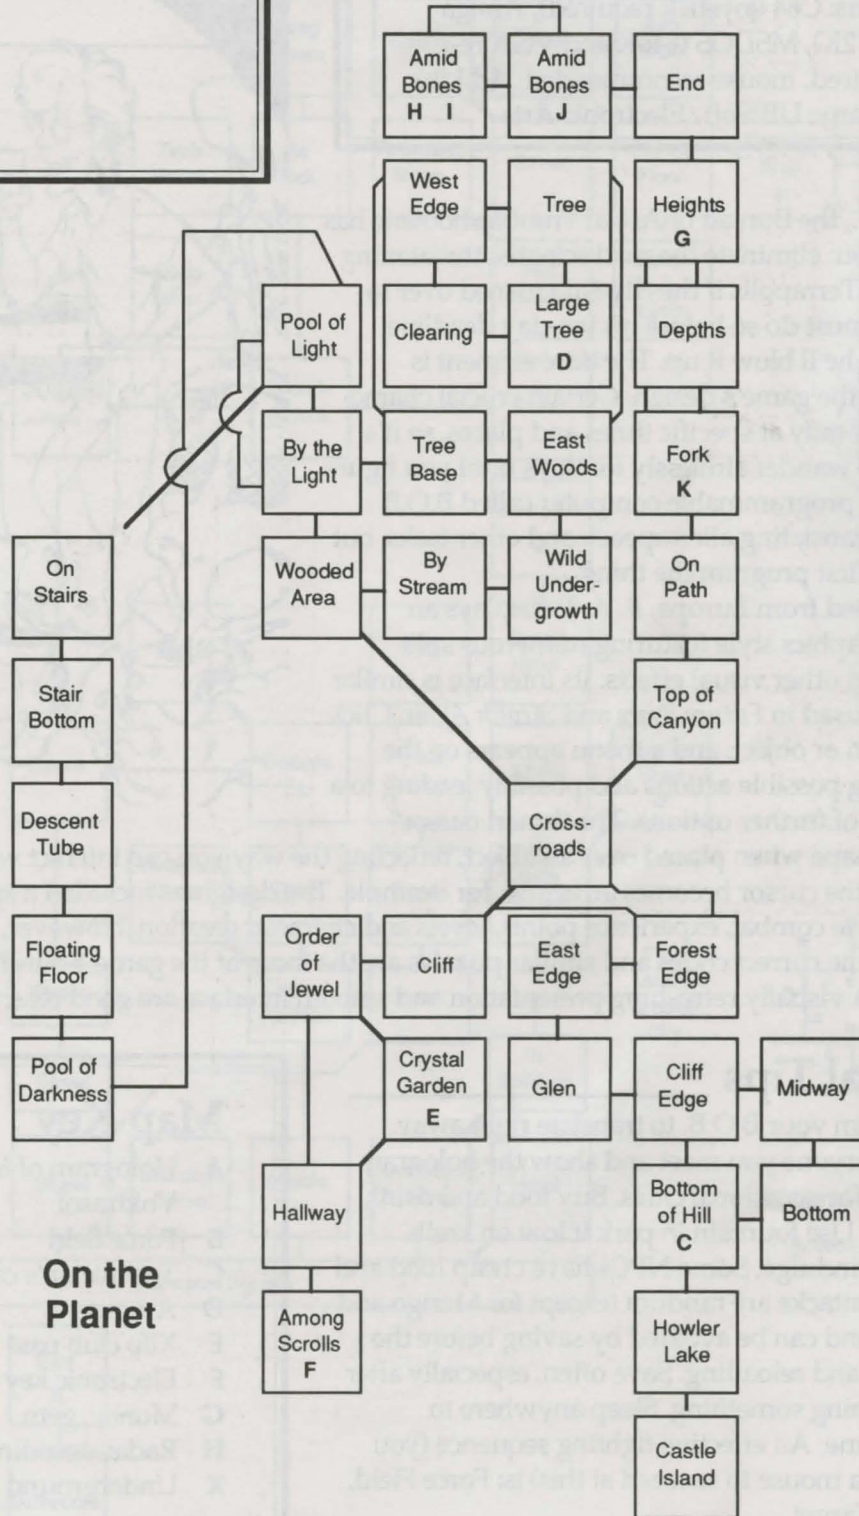 Amid
Bones
H I
Amid
Bones
J
End
West
Edge
Tree
Heights
G
Pool of
Light
Clearing
Large
Tree
D
Depths
By the
Light
Tree
Base
East
Woods
Fork
K
On
Stairs
Wooded
Area
By
Stream
Wild
Under-
growth
On
Path
Stair
Bottom
Top of
Canyon
Descent
Tube
Cross-
roads
Floating
Floor
Order
of
Jewel
Cliff
East
Edge
Forest
Edge
Pool of
Darkness
Crystal
Garden
E
Glen
Cliff
Edge
Midway
Hallway
Bottom
of Hill
C
Bottom
On the
Planet
Among
Scrolls
F
Howler
Lake
Castle
Island